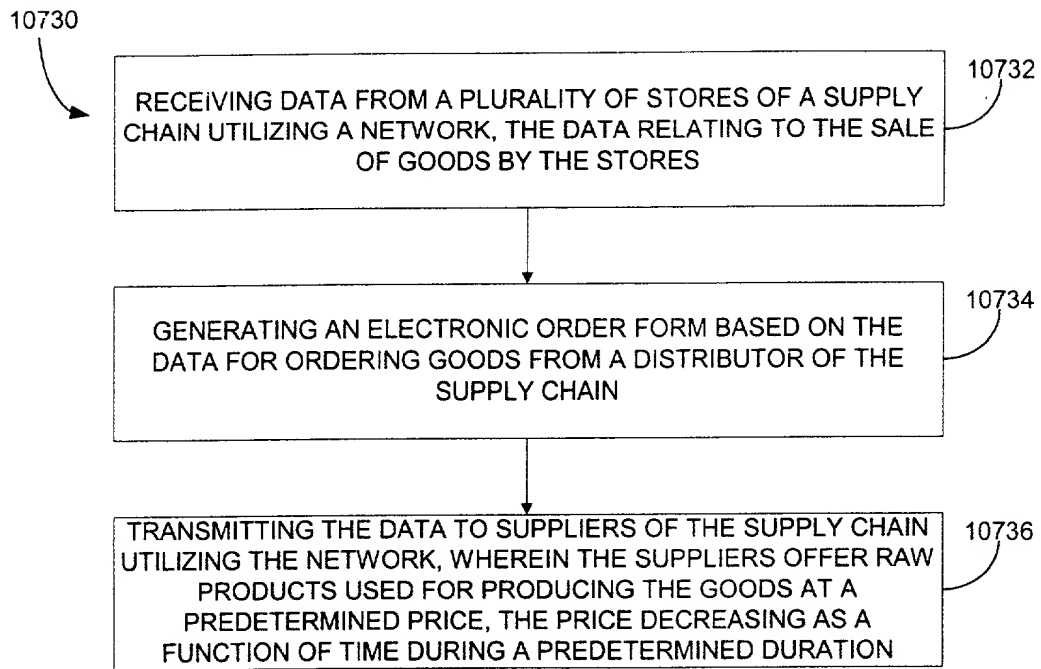 10730
10732
RECEiVING DATA FROM A PLURALITY OF STORES OF A SUPPLY
CHAIN UTILIZING A NETWORK, THE DATA RELATING TO THE SALE
OF GOODS BY THE STORES
10734
GENERATING AN ELECTRONIC ORDER FORM BASED ON THE
DATA FOR ORDERING GOODS FROM A DISTRIBUTOR OF THE
SUPPLY CHAIN
10736
TRANSMITTING THE DATA TO SUPPLIERS OF THE SUPPLY CHAIN
UTILIZING THE NETWORK, WHEREIN THE SUPPLIERS OFFER RAW
PRODUCTS USED FOR PRODUCING THE GOODS AT A
PREDETERMINED PRICE, THE PRICE DECREASING AS A
FUNCTION OF TIME DURING A PREDETERMINED DURATION